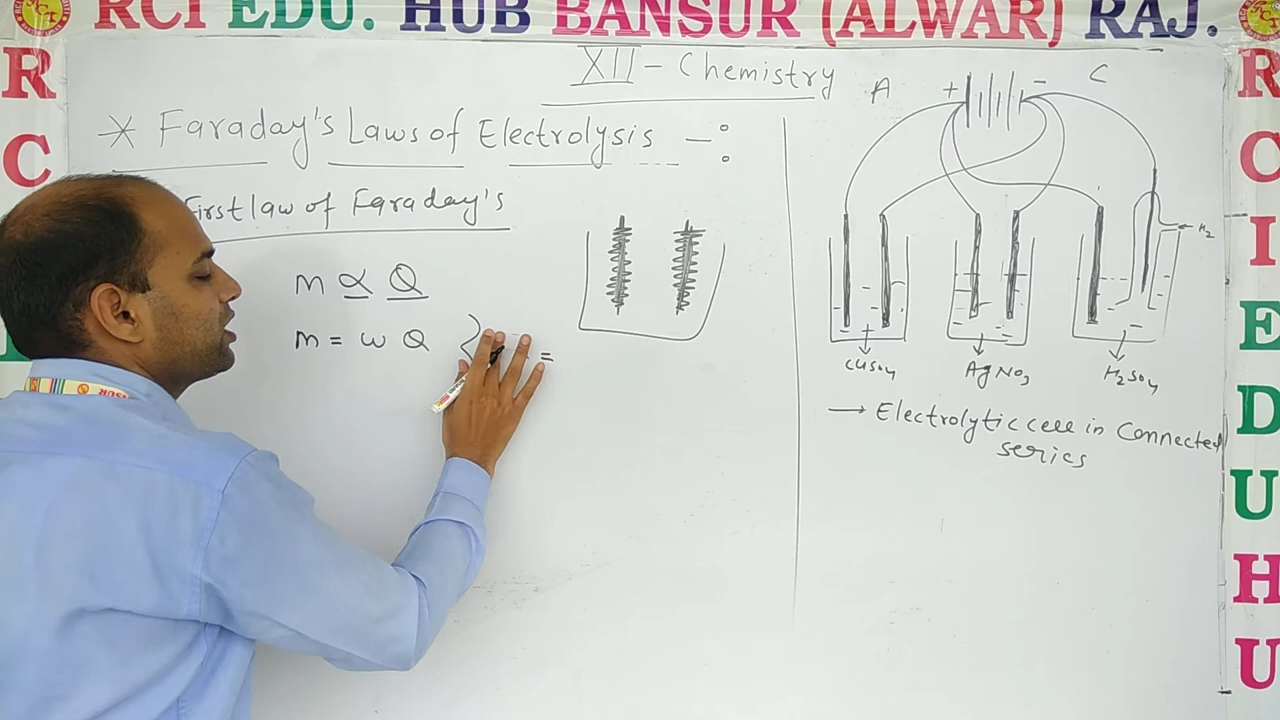 RCI EDU. HUB BANSUR (ALWAR) RAJ.
XII - Chemistry
* Faraday's Laws of Electrolysis -:
First law of Faraday's
m ∝ Q
m = w Q { =
A + - C
H₂
CuSO₄ AgNO₃ H₂SO₄
→ Electrolytic cell in Connected
series
R
C
R
C
I
E
D
U
H
U